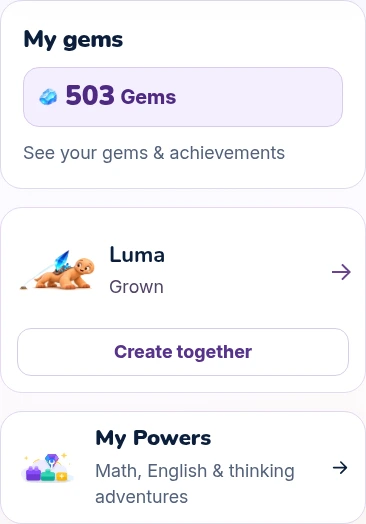 My gems
503 Gems
See your gems & achievements
Luma
Grown
Create together
My Powers
Math, English & thinking
adventures